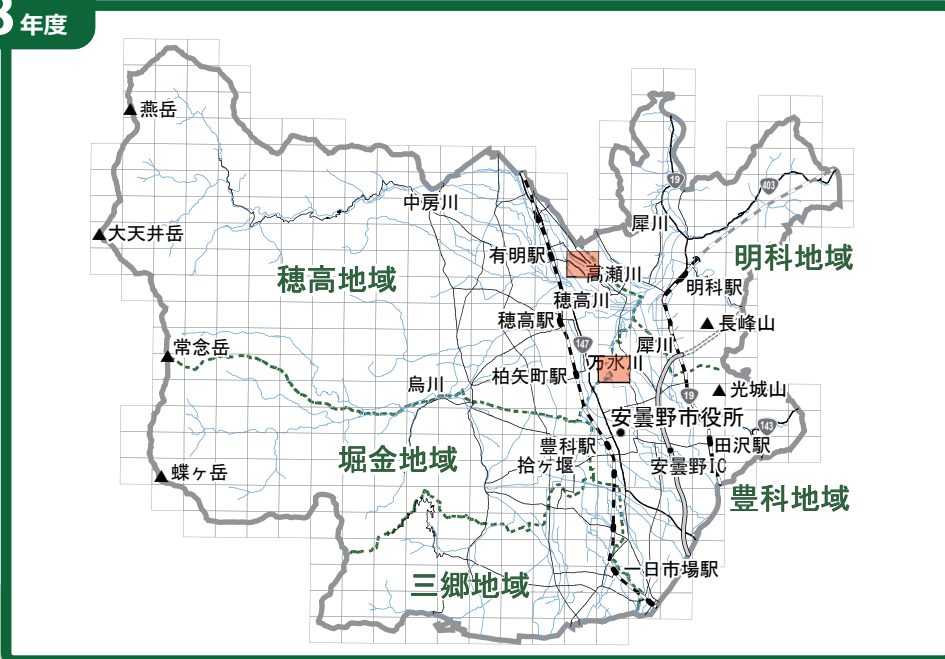 3年度
▲燕岳
19
403
中房川
犀川
▲大天井岳
有明駅
明科地域
穂高地域
高瀬川
明科駅
穂高川
穂高駅
▲長峰山
147
犀川
▲常念岳
万水川
柏矢町駅
烏川
▲光城山
19
安曇野市役所
143
豊科駅
田沢駅
堀金地域
拾ヶ堰
安曇野IC
▲蝶ヶ岳
豊科地域
一日市場駅
三郷地域